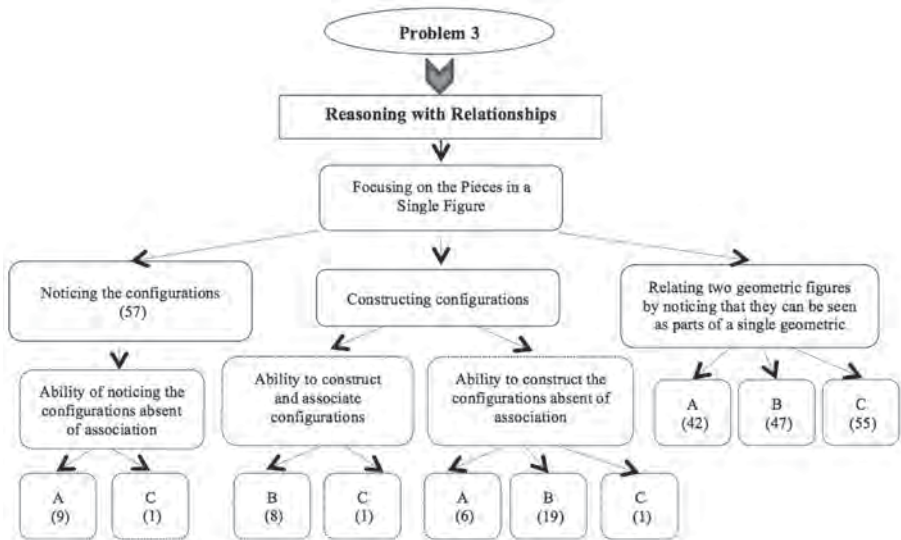 Problem 3
Reasoning with Relationships
Focusing on the Pieces in a
Single Figure
Noticing the configurations
(57)
Constructing configurations
Relating two geometric figures
by noticing that they can be seen
as parts of a single geometric
Ability of noticing the
configurations absent
of association
Ability to construct
and associate
configurations
Ability to construct the
configurations absent of
association
A
(42)
B
(47)
C
(55)
A
(9)
C
(1)
B
(8)
C
(1)
A
(6)
B
(19)
C
(1)